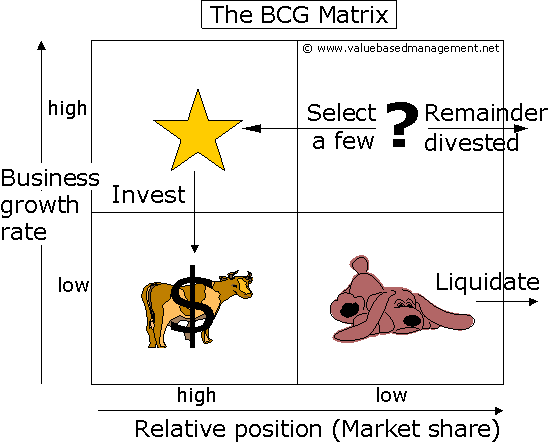 The BCG Matrix
© www.valuebasedmanagement.net
high
Select
a few
?
Remainder
divested
Business
growth
rate
Invest
low
$
Liquidate
high
low
Relative position (Market share)